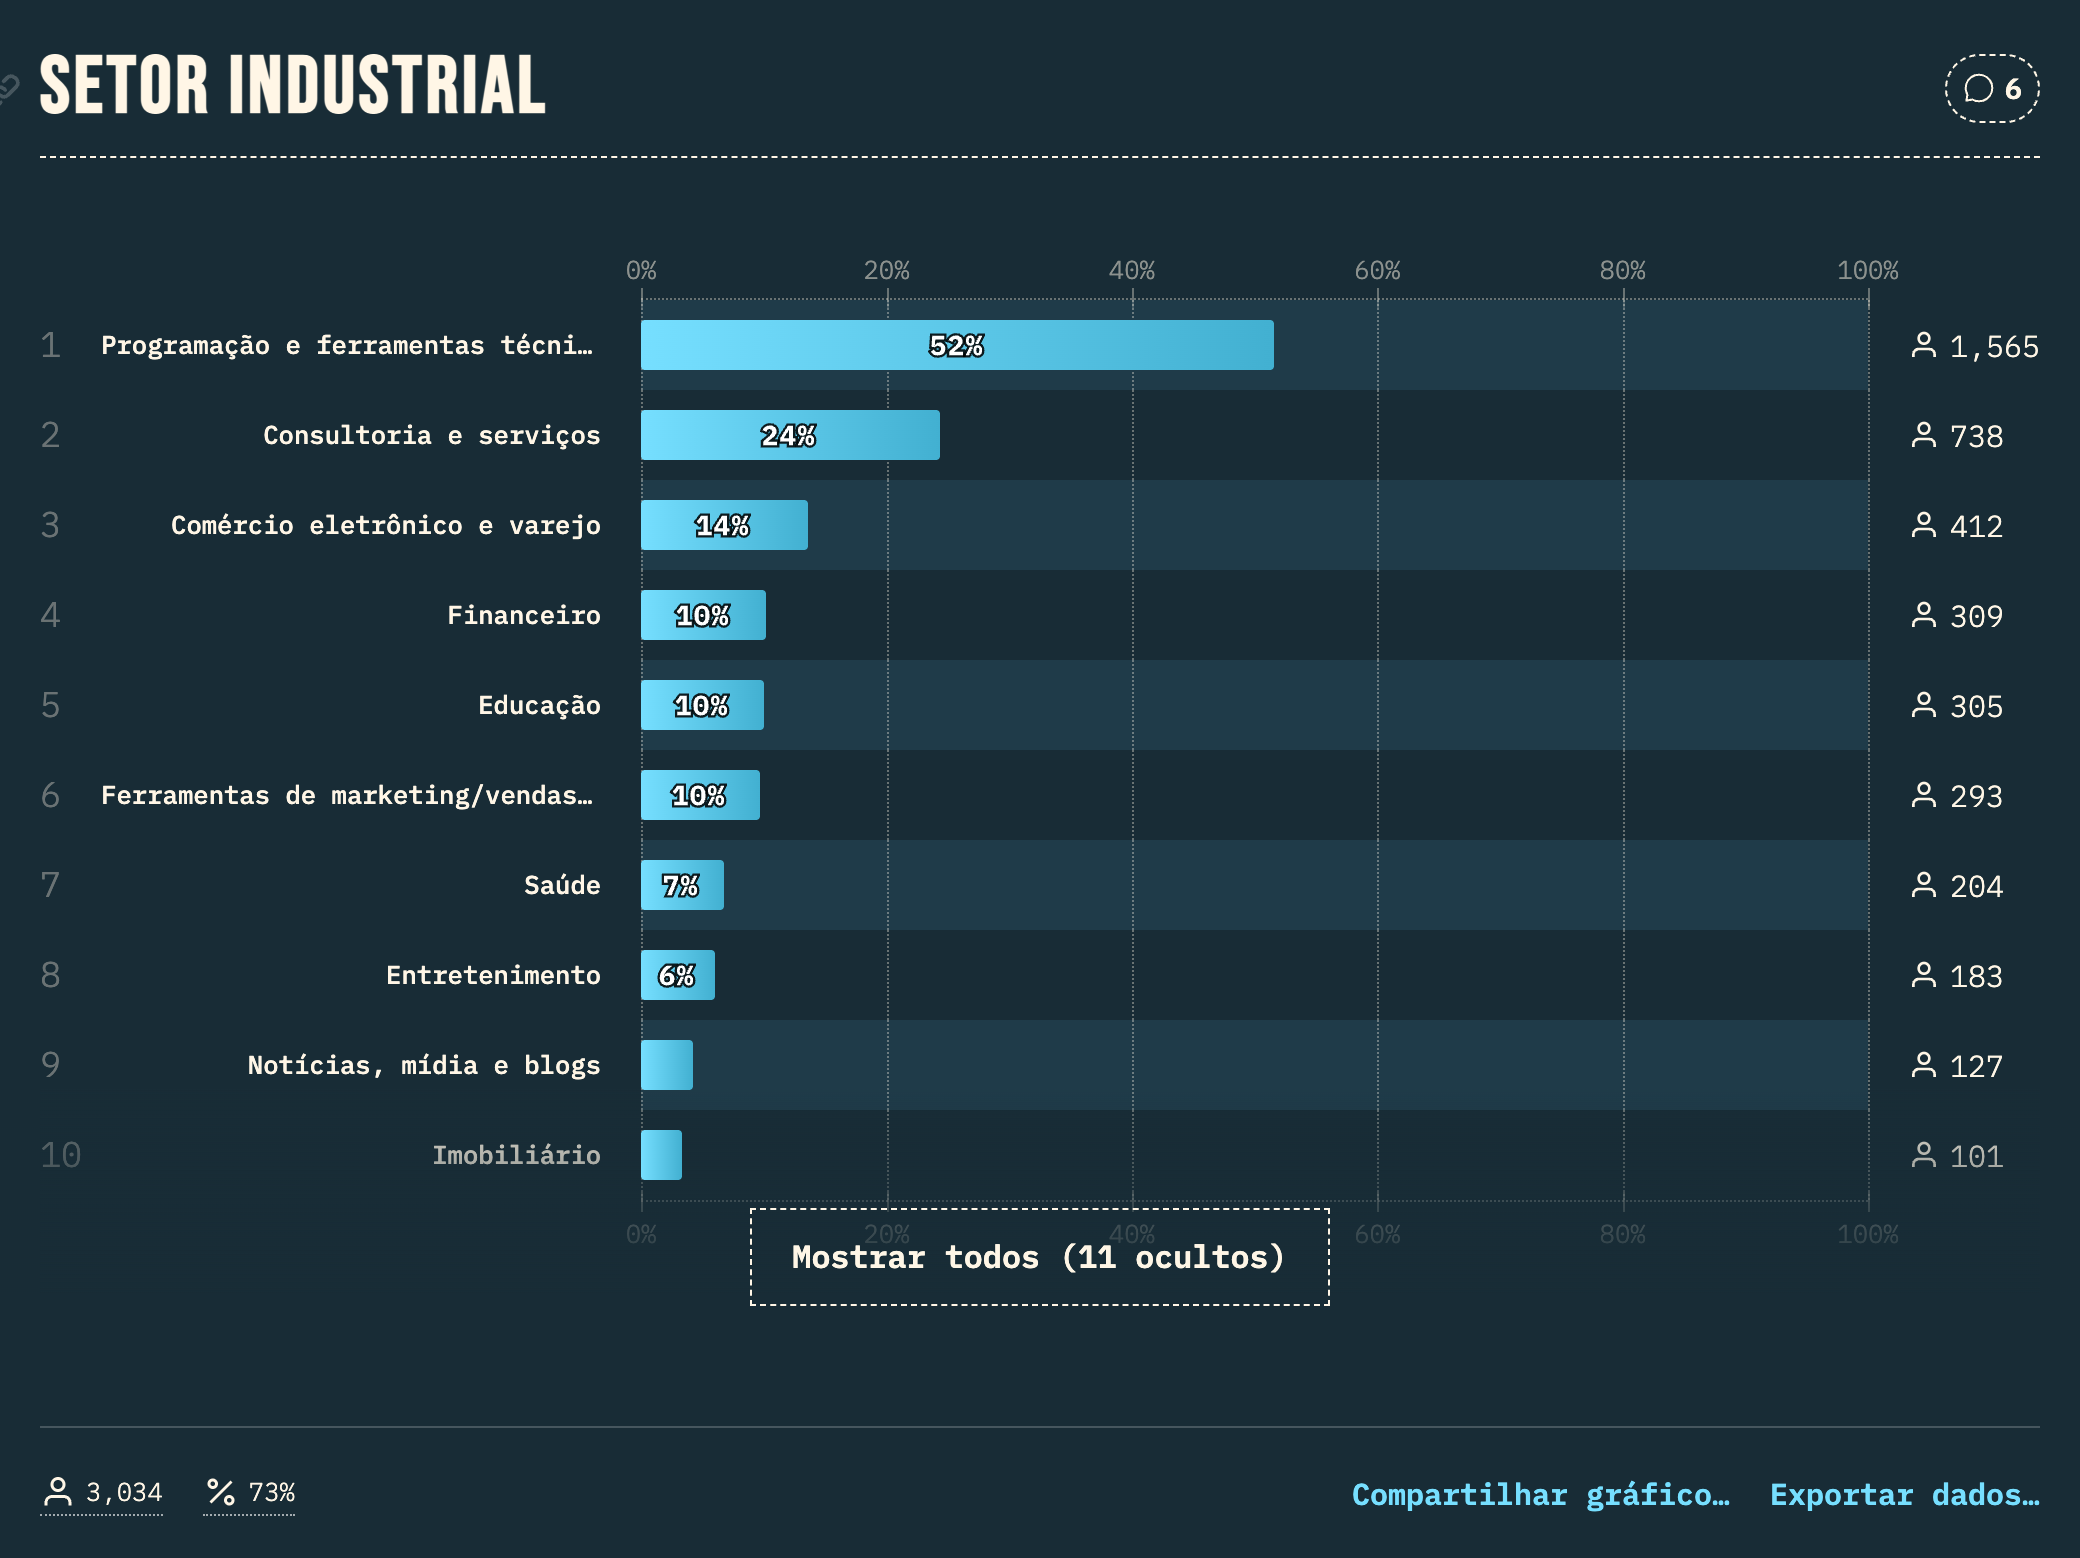 SETOR INDUSTRIAL
6
0% 20% 40% 60% 80% 100%
1 Programação e ferramentas técni… 52% 1,565
2 Consultoria e serviços 24% 738
3 Comércio eletrônico e varejo 14% 412
4 Financeiro 10% 309
5 Educação 10% 305
6 Ferramentas de marketing/vendas… 10% 293
7 Saúde 7% 204
8 Entretenimento 6% 183
9 Notícias, mídia e blogs 127
10 Imobiliário 101
0% 20% 40% 60% 80% 100%
Mostrar todos (11 ocultos)
3,034 73% Compartilhar gráfico… Exportar dados…